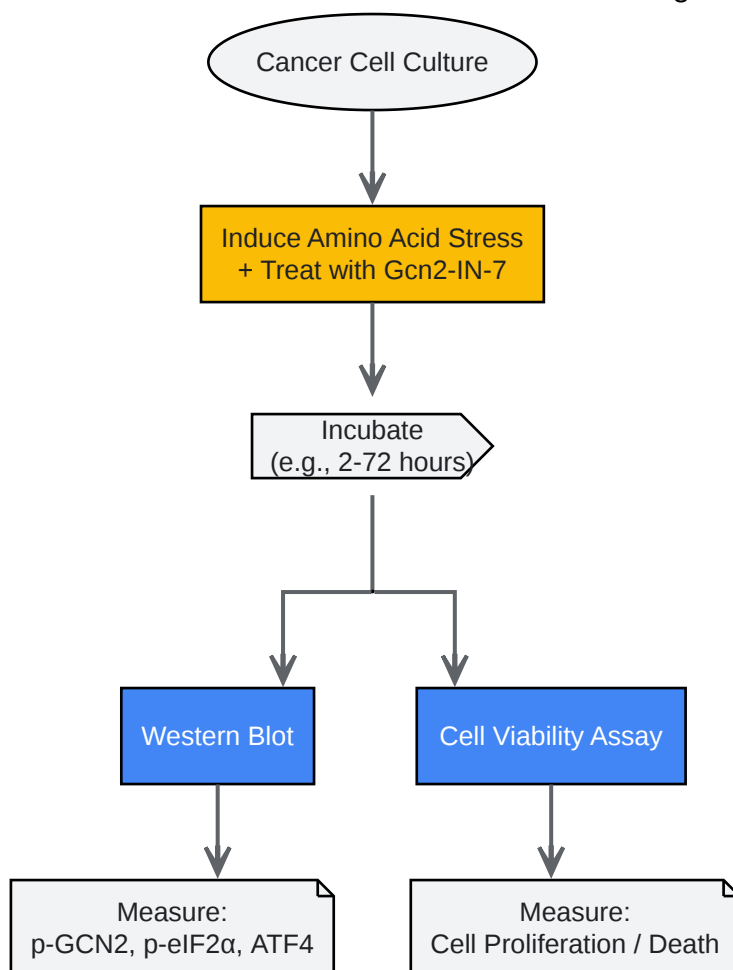 Cancer Cell Culture
Induce Amino Acid Stress
+ Treat with Gcn2-IN-7
Incubate
(e.g., 2-72 hours)
Western Blot
Cell Viability Assay
Measure:
p-GCN2, p-eIF2α, ATF4
Measure:
Cell Proliferation / Death